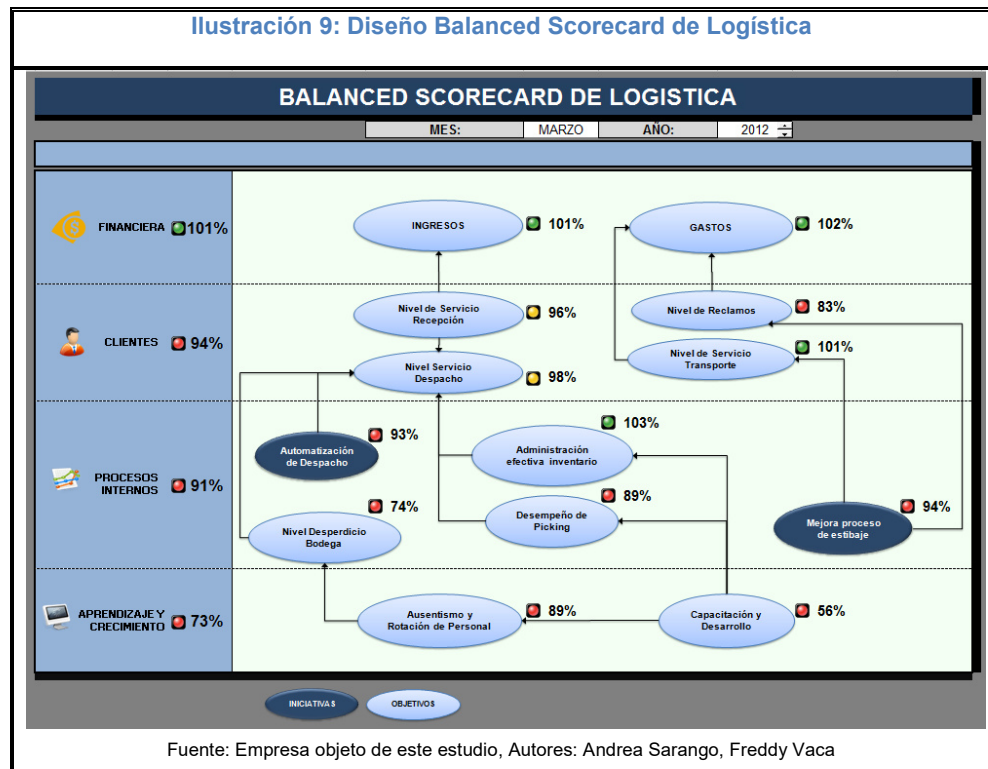 Ilustración 9: Diseño Balanced Scorecard de Logística
BALANCED SCORECARD DE LOGISTICA
MES: MARZO AÑO: 2012
FINANCIERA 101%
INGRESOS 101%
GASTOS 102%
CLIENTES 94%
Nivel de Servicio
Recepción
96%
Nivel de Reclamos 83%
Nivel Servicio
Despacho
98%
Nivel de Servicio
Transporte
101%
PROCESOS
INTERNOS
91%
Automatización
de Despacho
93%
Administración
efectiva inventario
103%
Nivel Desperdicio
Bodega
74%
Desempeño de
Picking
89%
Mejora proceso
de estibaje
94%
APRENDIZAJE Y
CRECIMIENTO
73%
Ausentismo y
Rotación de Personal
89%
Capacitación y
Desarrollo
56%
INICIATIVAS OBJETIVOS
Fuente: Empresa objeto de este estudio, Autores: Andrea Sarango, Freddy Vaca